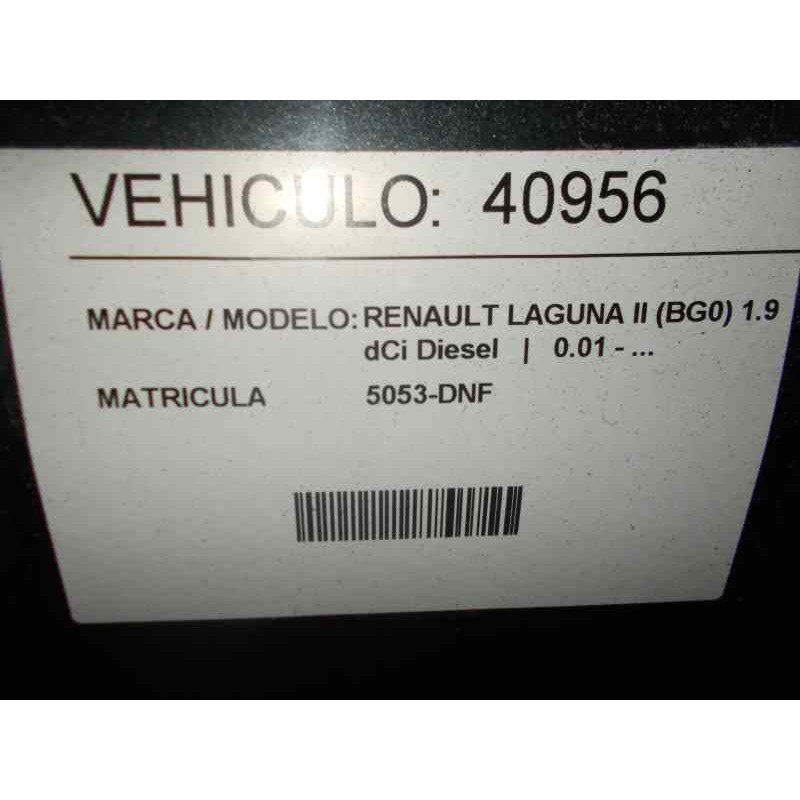 VEHICULO: 40956
MARCA / MODELO: RENAULT LAGUNA II (BG0) 1.9
dCi Diesel | 0.01 - ...
MATRICULA 5053-DNF